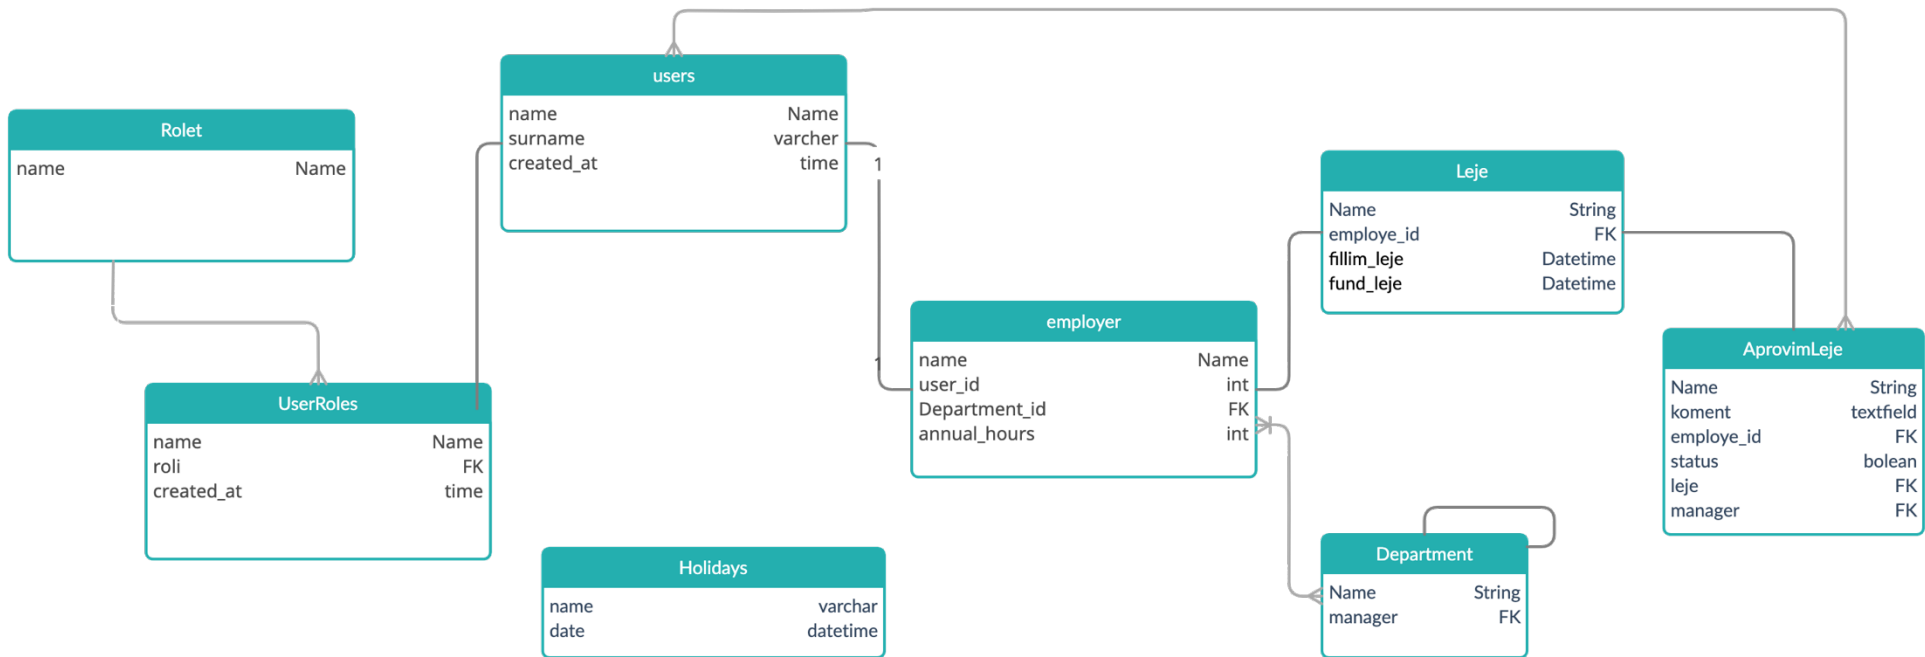 users
name Name
surname varcher
created_at time
Rolet
name Name
1
1
Leje
Name String
employe_id FK
fillim_leje Datetime
fund_leje Datetime
employer
name Name
user_id int
Department_id FK
annual_hours int
AprovimLeje
Name String
koment textfield
employe_id FK
status bolean
leje FK
manager FK
UserRoles
name Name
roli FK
created_at time
Holidays
name varchar
date datetime
Department
Name String
manager FK